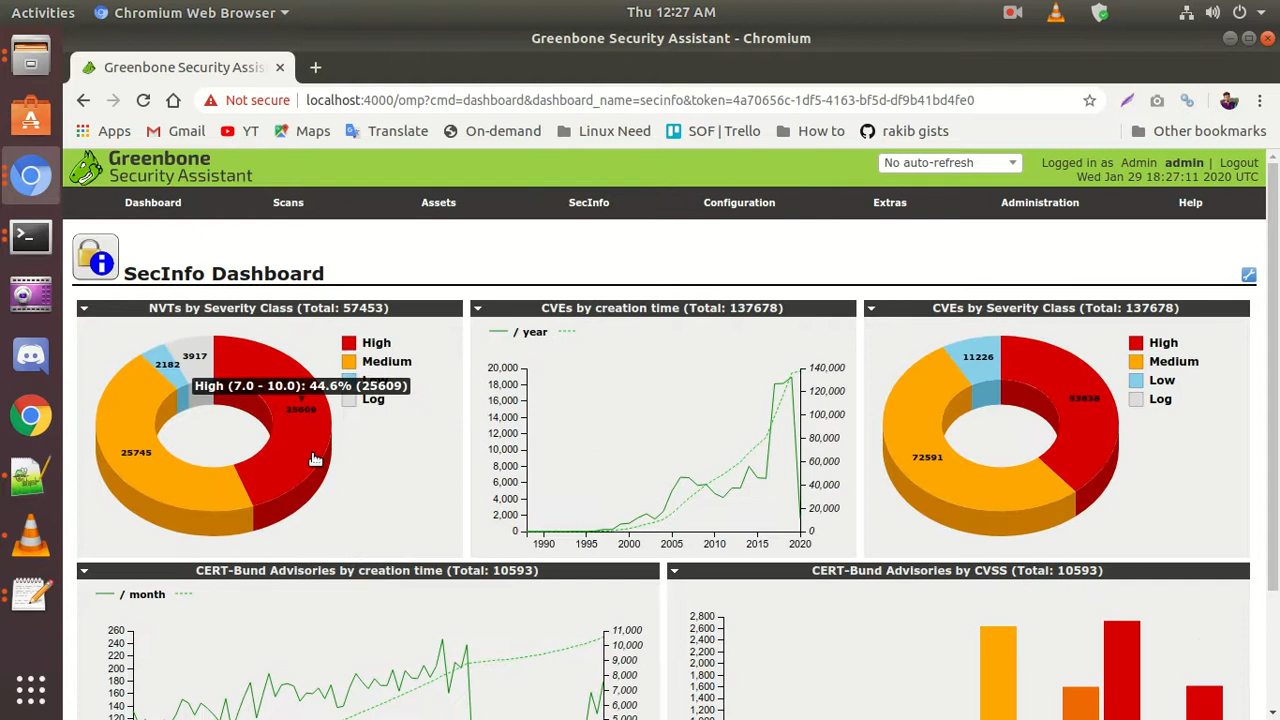 Activities Chromium Web Browser Thu 12:27 AM
Greenbone Security Assistant - Chromium
Greenbone Security Assis
Not secure localhost:4000/omp?cmd=dashboard&dashboard_name=secinfo&token=4a70656c-1df5-4163-bf5d-df9b41bd4fe0
Apps Gmail YT Maps Translate On-demand Linux Need SOF | Trello How to rakib gists Other bookmarks
Greenbone
Security Assistant
No auto-refresh
Logged in as Admin admin | Logout
Wed Jan 29 18:27:11 2020 UTC
Dashboard Scans Assets SecInfo Configuration Extras Administration Help
SecInfo Dashboard
NVTs by Severity Class (Total: 57453)
3917
2182
25609
25745
High
Medium
Log
High (7.0 - 10.0): 44.6% (25609)
CVEs by creation time (Total: 137678)
/ year
20,000
18,000
16,000
14,000
12,000
10,000
8,000
6,000
4,000
2,000
0
140,000
120,000
100,000
80,000
60,000
40,000
20,000
0
1990 1995 2000 2005 2010 2015 2020
CVEs by Severity Class (Total: 137678)
11226
72591
High
Medium
Low
Log
CERT-Bund Advisories by creation time (Total: 10593)
/ month
260
240
220
200
180
160
140
120
11,000
10,000
9,000
8,000
7,000
6,000
5,000
CERT-Bund Advisories by CVSS (Total: 10593)
2,800
2,600
2,400
2,200
2,000
1,800
1,600
1,400